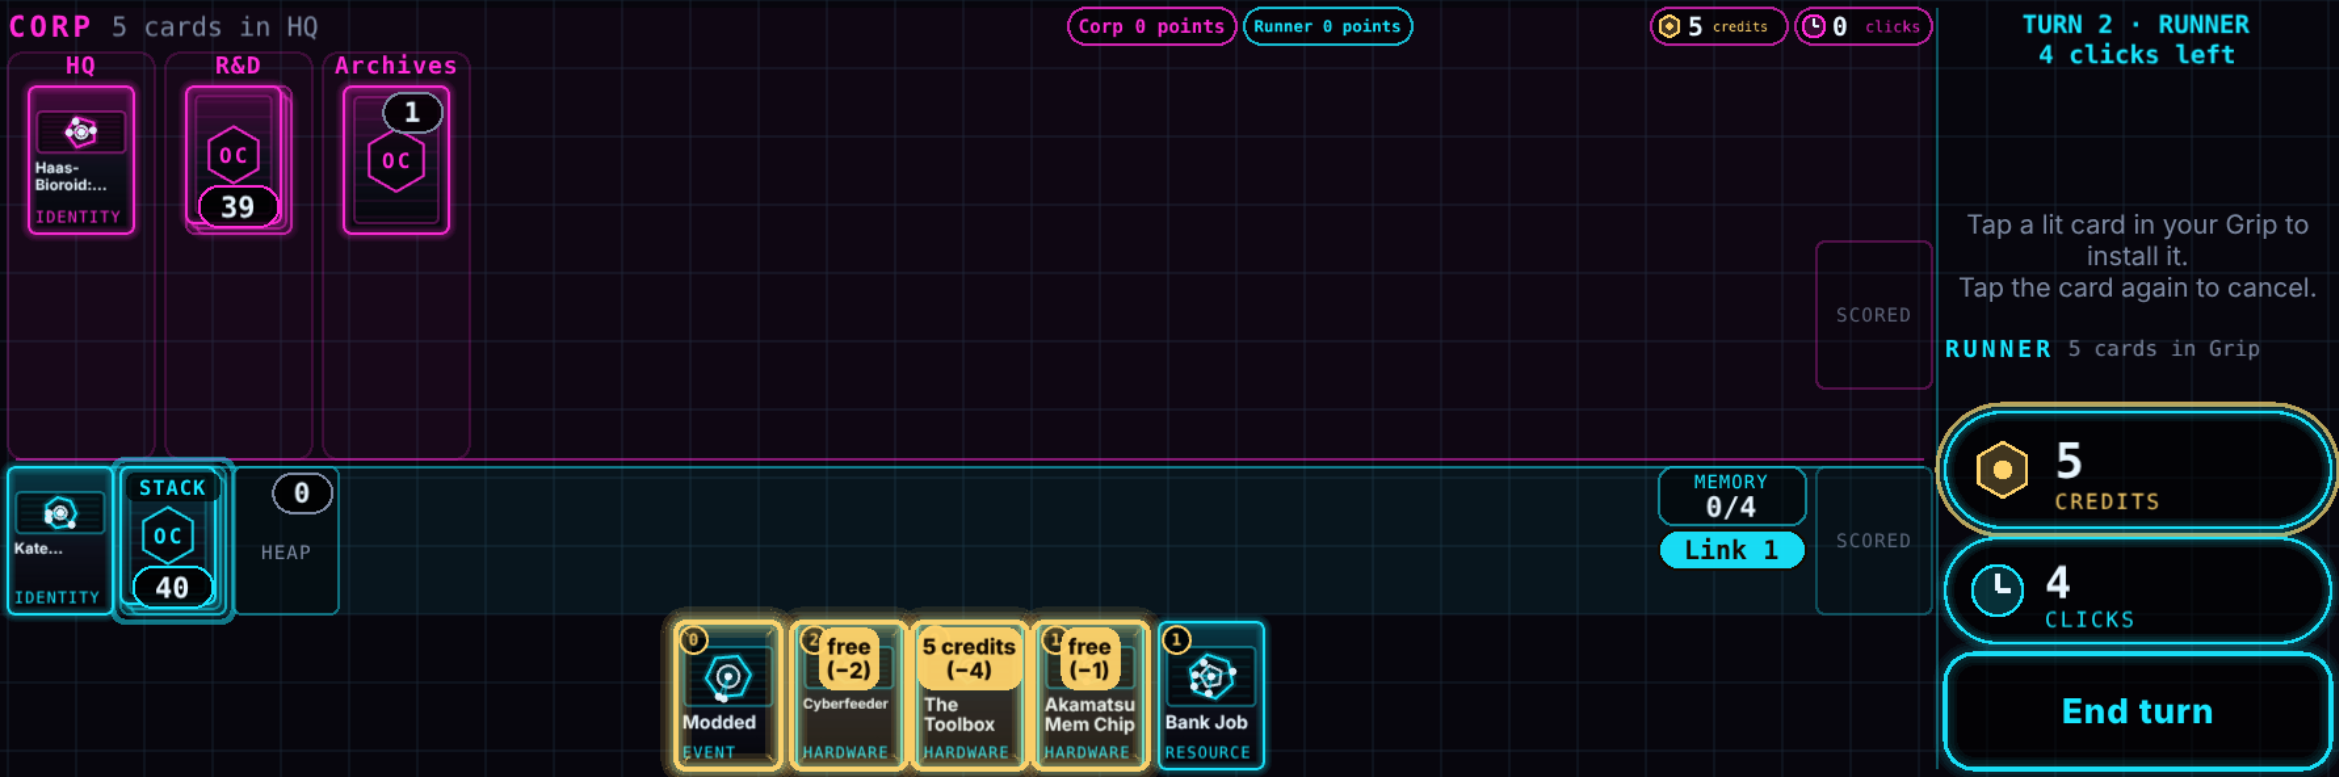 CORP 5 cards in HQ
Corp 0 points
Runner 0 points
5 credits
0 clicks
TURN 2 · RUNNER
4 clicks left
HQ
R&D
Archives
Haas-
Bioroid:...
IDENTITY
OC
39
1
OC
Tap a lit card in your Grip to
install it.
Tap the card again to cancel.
SCORED
RUNNER 5 cards in Grip
Kate...
IDENTITY
STACK
OC
40
0
HEAP
MEMORY
0/4
Link 1
SCORED
5
CREDITS
4
CLICKS
End turn
0
Modded
EVENT
2
free
(−2)
Cyberfeeder
HARDWARE
5 credits
(−4)
The
Toolbox
HARDWARE
1
free
(−1)
Akamatsu
Mem Chip
HARDWARE
1
Bank Job
RESOURCE